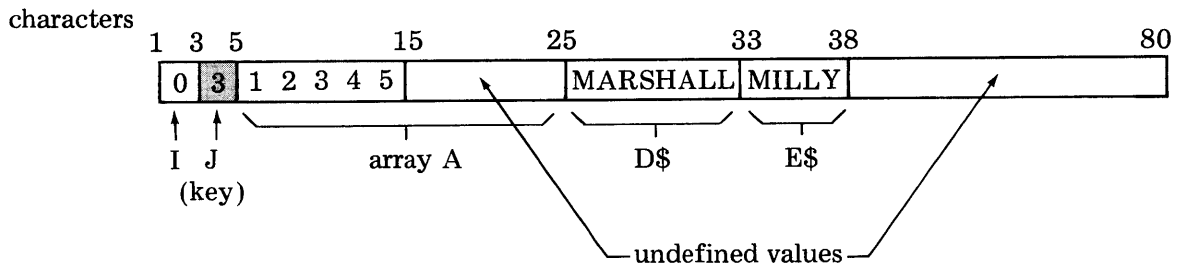 characters
1 3 5 15 25 33 38 80
0 3 1 2 3 4 5 MARSHALL MILLY
I J array A D$ E$
(key)
undefined values